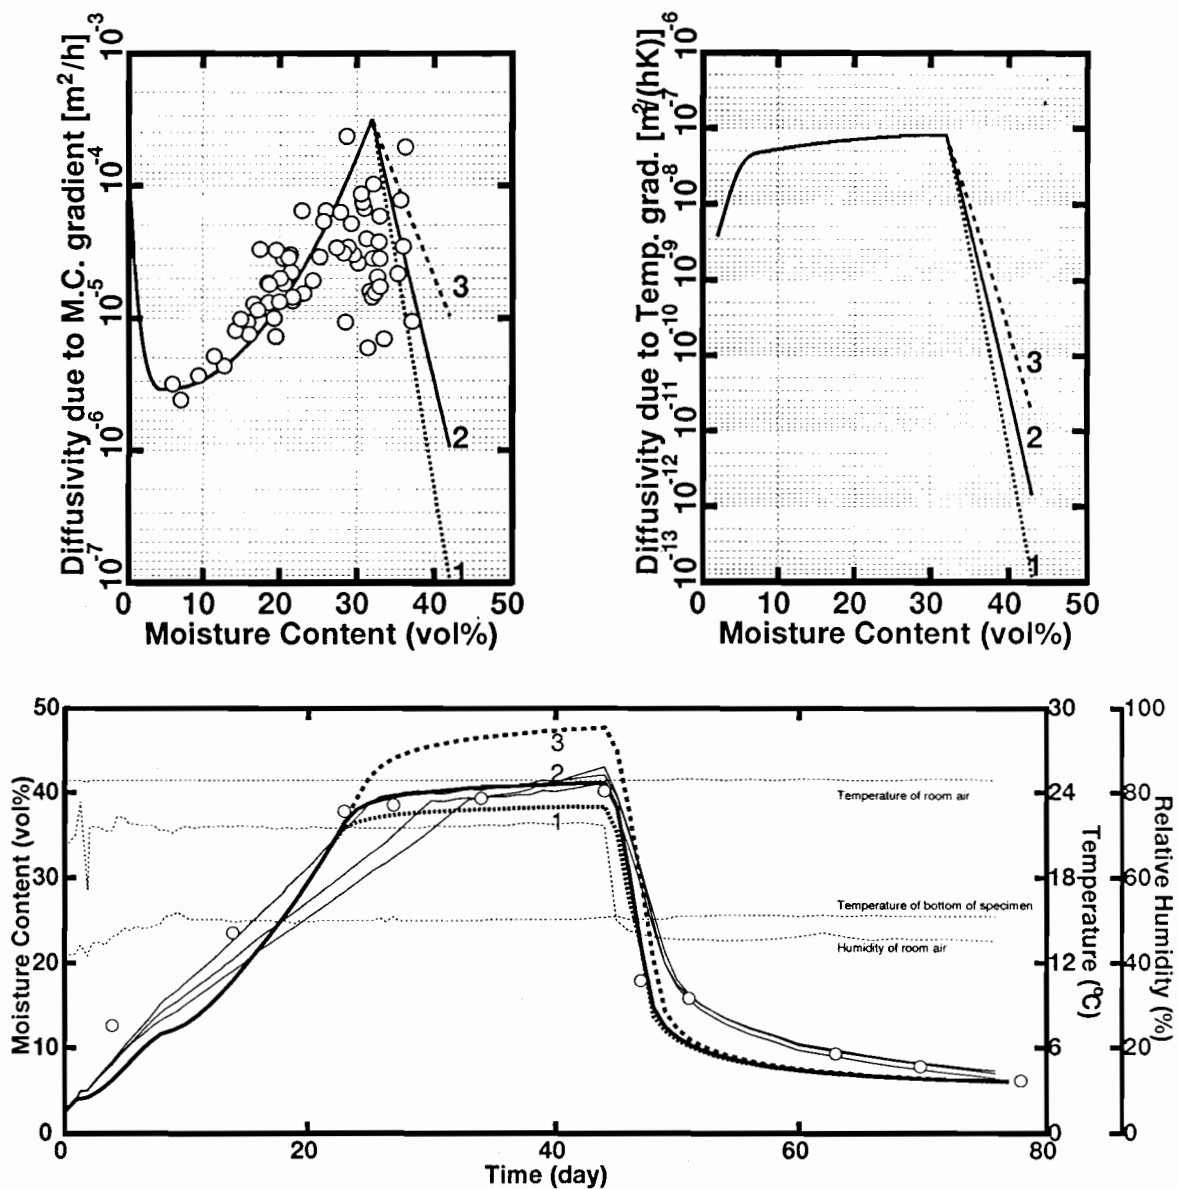 Diffusivity due to M.C. gradient [m²/h]
10⁻³
10⁻⁴
10⁻⁵
10⁻⁶
10⁻⁷
3
2
1
0 10 20 30 40 50
Moisture Content (vol%)
Diffusivity due to Temp. grad. [m²/(hK)]
10⁻⁶
10⁻⁷
10⁻⁸
10⁻⁹
10⁻¹⁰
10⁻¹¹
10⁻¹²
10⁻¹³
3
2
1
0 10 20 30 40 50
Moisture Content (vol%)
Moisture Content (vol%)
50
40
30
20
10
0
3
2
1
Temperature of room air
Temperature of bottom of specimen
Humidity of room air
30
24
18
12
6
0
Temperature (°C)
100
80
60
40
20
0
Relative Humidity (%)
0 20 40 60 80
Time (day)